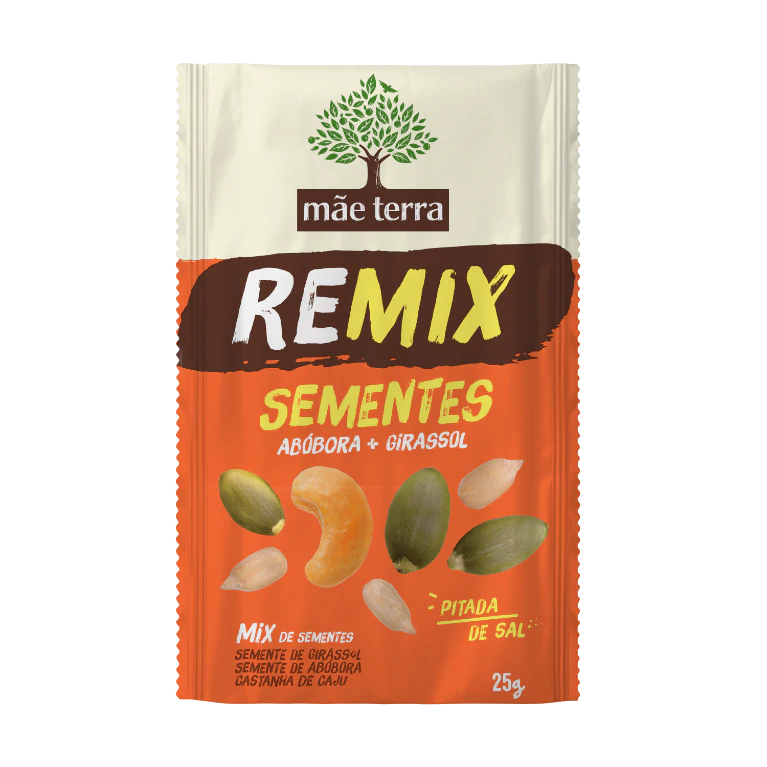 mãe terra
REMIX
SEMENTES
ABÓBORA + GIRASSOL
PITADA
DE SAL
MIX DE SEMENTES
SEMENTE DE GIRASSOL
SEMENTE DE ABÓBORA
CASTANHA DE CAJU
25g